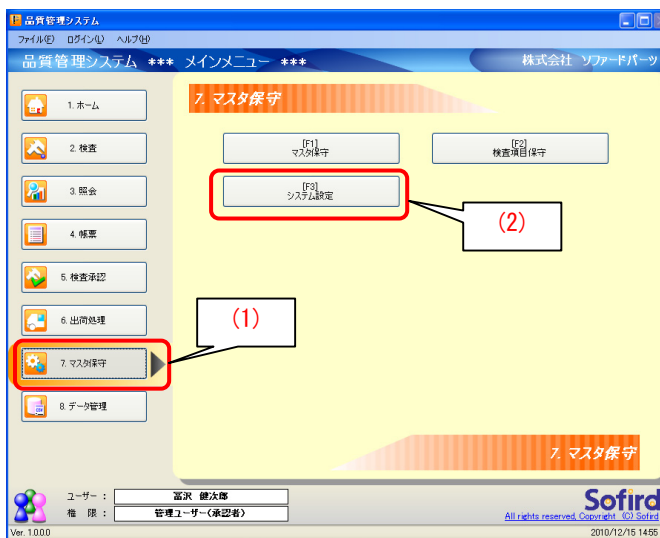 品質管理システム
ファイル(F) ログイン(L) ヘルプ(H)
品質管理システム *** メインメニュー ***
株式会社 ソファードパーツ
1. ホーム
2. 検査
3. 照会
4. 帳票
5. 検査承認
6. 出荷処理
7. マスタ保守
8. データ管理
7. マスタ保守
[F1]
マスタ保守
[F2]
検査項目保守
[F3]
システム設定
(2)
(1)
7. マスタ保守
ユーザー :
冨沢 健次郎
権 限 :
管理ユーザー(承認者)
Sofird
All rights reserved, Copyright (C) Sofird
Ver. 1.0.0.0
2010/12/15 14:55